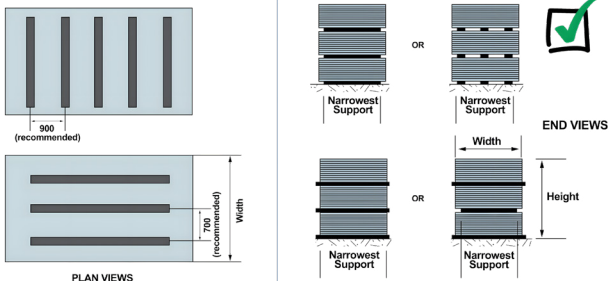 900
(recommended)
700
(recommended)
Width
PLAN VIEWS
OR
Narrowest
Support
Narrowest
Support
END VIEWS
Width
OR
Height
Narrowest
Support
Narrowest
Support